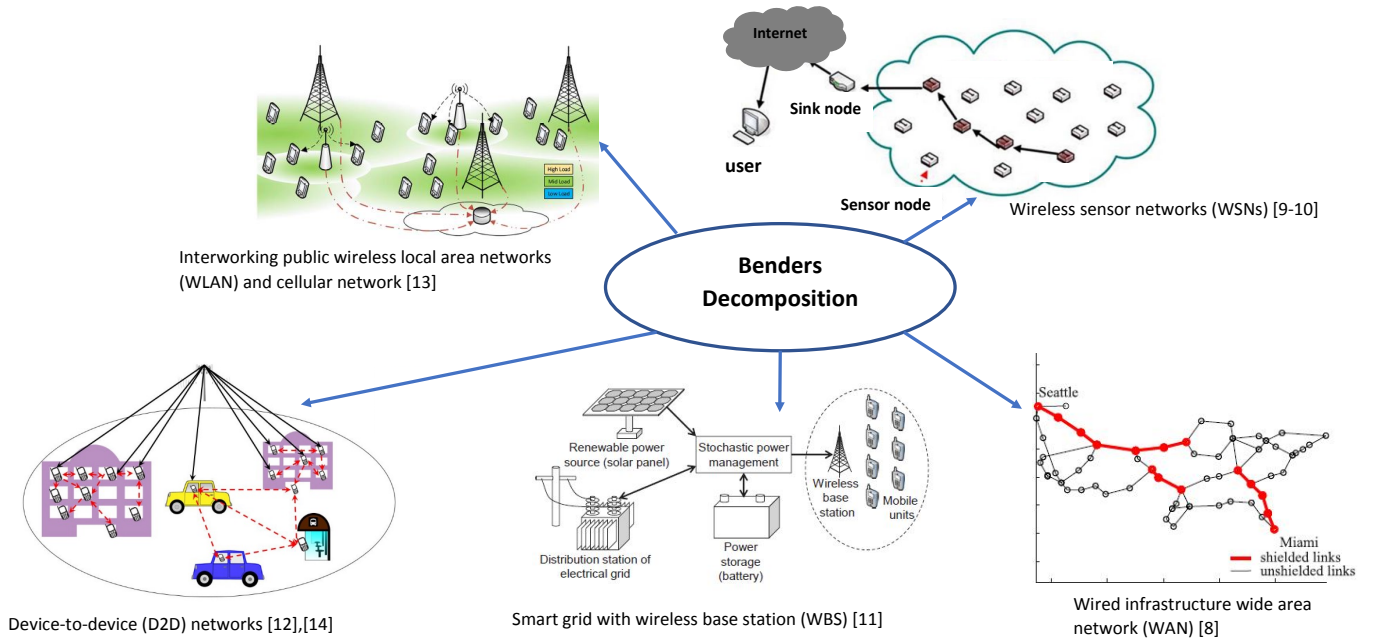 Internet
Sink node
user
Sensor node
Wireless sensor networks (WSNs) [9-10]
High Load
Mid Load
Low Load
Interworking public wireless local area networks
(WLAN) and cellular network [13]
Benders
Decomposition
Device-to-device (D2D) networks [12],[14]
Renewable power
source (solar panel)
Stochastic power
management
Wireless
base
station
Mobile
units
Distribution station of
electrical grid
Power
storage
(battery)
Smart grid with wireless base station (WBS) [11]
Seattle
Miami
shielded links
unshielded links
Wired infrastructure wide area
network (WAN) [8]